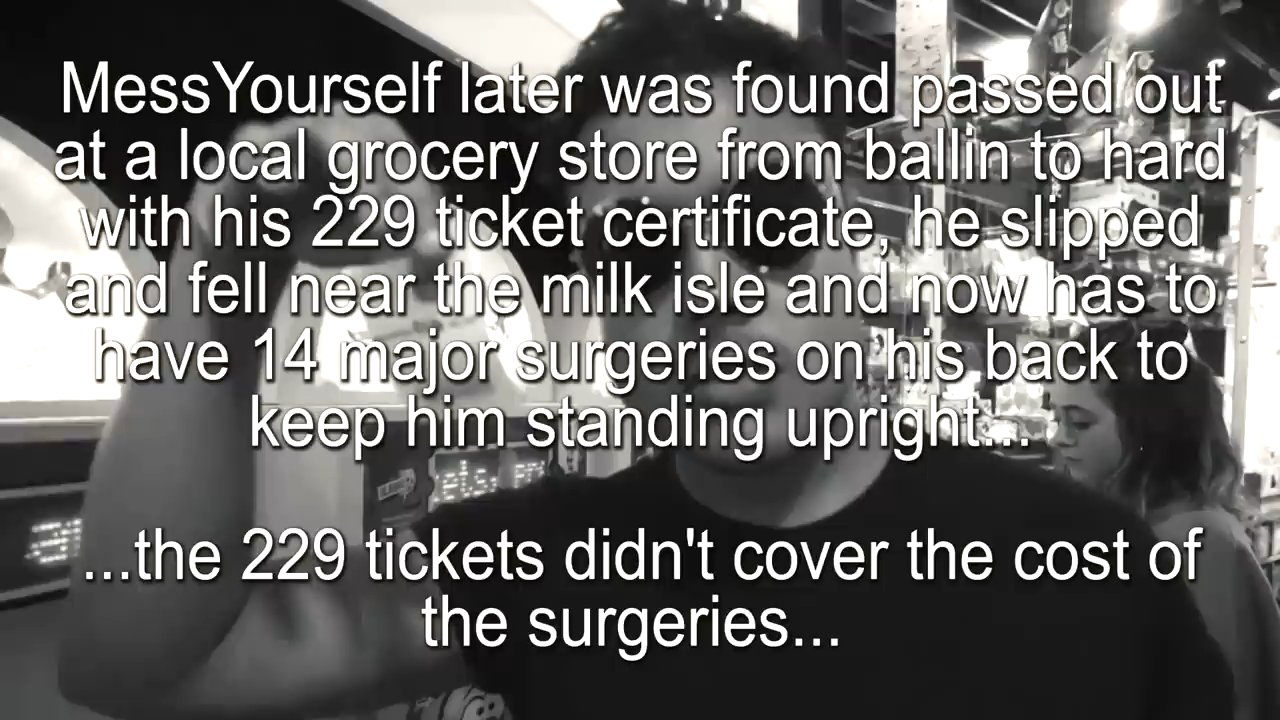 MessYourself later was found passed out
at a local grocery store from ballin to hard
with his 229 ticket certificate, he slipped
and fell near the milk isle and now has to
have 14 major surgeries on his back to
keep him standing upright...
...the 229 tickets didn't cover the cost of
the surgeries...